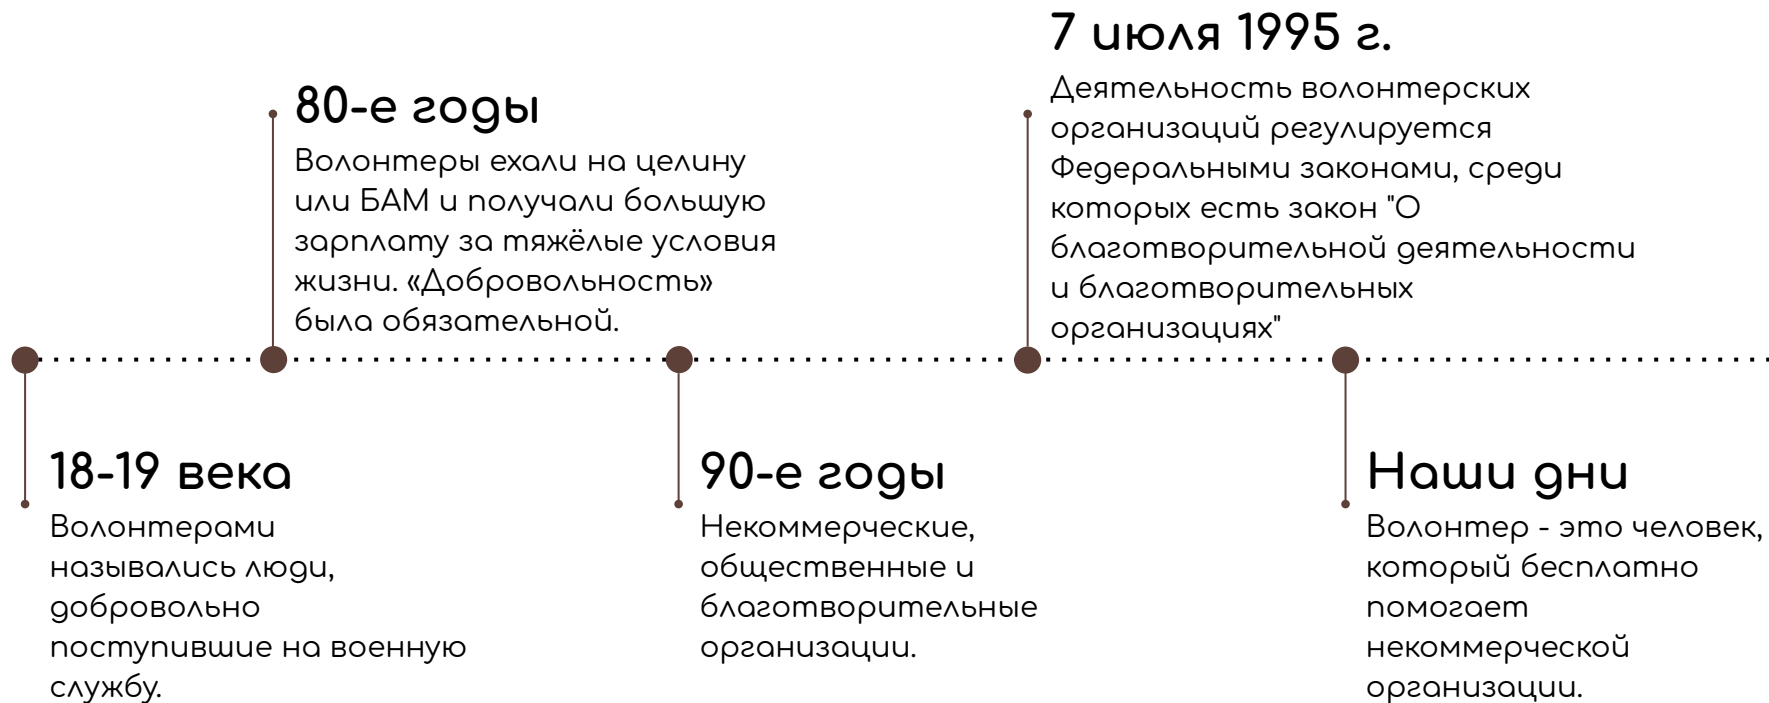 18-19 века
Волонтерами
назывались люди,
добровольно
поступившие на военную
службу.
80-е годы
Волонтеры ехали на целину
или БАМ и получали большую
зарплату за тяжёлые условия
жизни. «Добровольность»
была обязательной.
90-е годы
Некоммерческие,
общественные и
благотворительные
организации.
7 июля 1995 г.
Деятельность волонтерских
организаций регулируется
Федеральными законами, среди
которых есть закон "О
благотворительной деятельности
и благотворительных
организациях"
Наши дни
Волонтер - это человек,
который бесплатно
помогает
некоммерческой
организации.